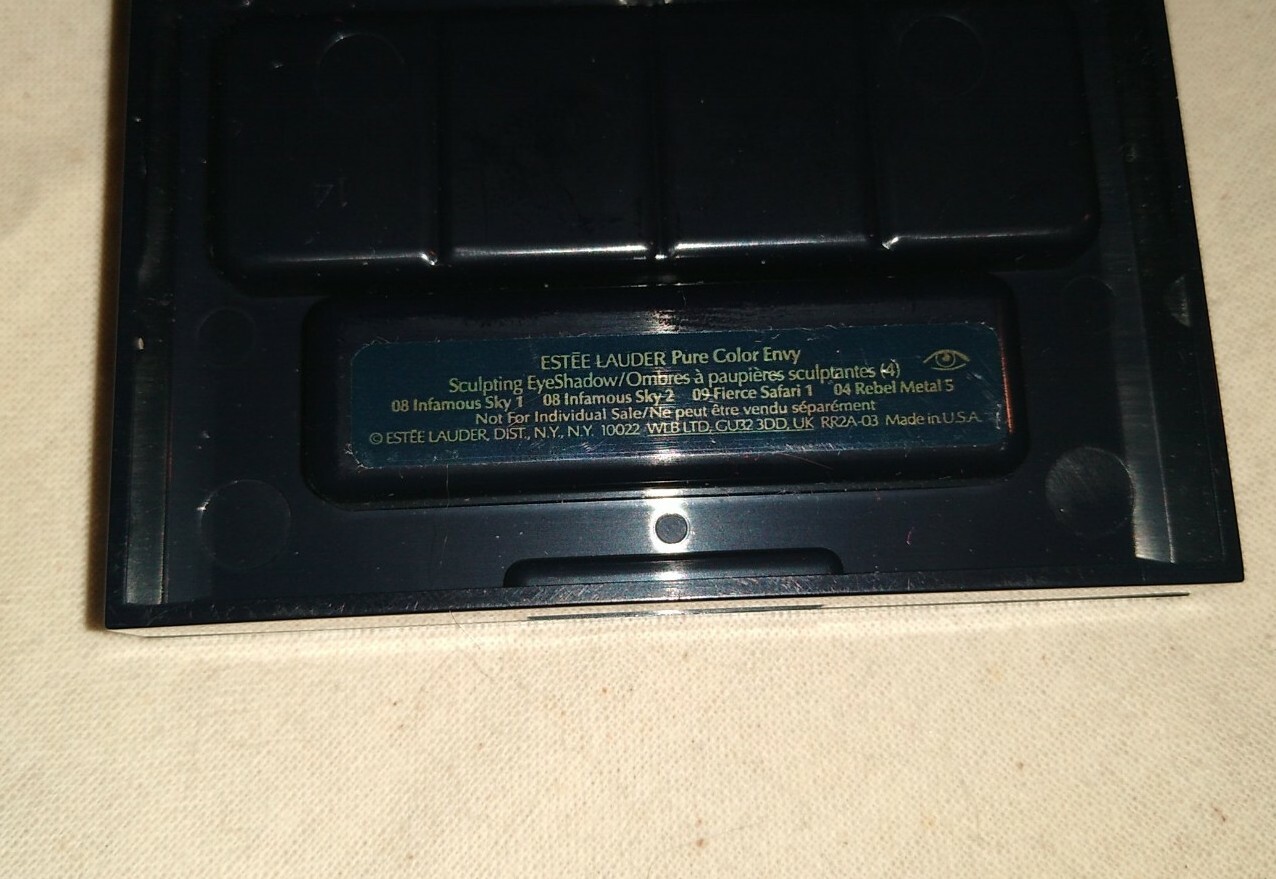 14
ESTĒE LAUDER Pure Color Envy
Sculpting EyeShadow/Ombres à paupières sculptantes (4)
08 Infamous Sky 1 08 Infamous Sky 2 09 Fierce Safari 1 04 Rebel Metal 5
Not For Individual Sale/Ne peut être vendu séparément
© ESTĒE LAUDER, DIST., N.Y., N.Y. 10022 WLB LTD, GU32 3DD, UK RR2A-03 Made in U.S.A.